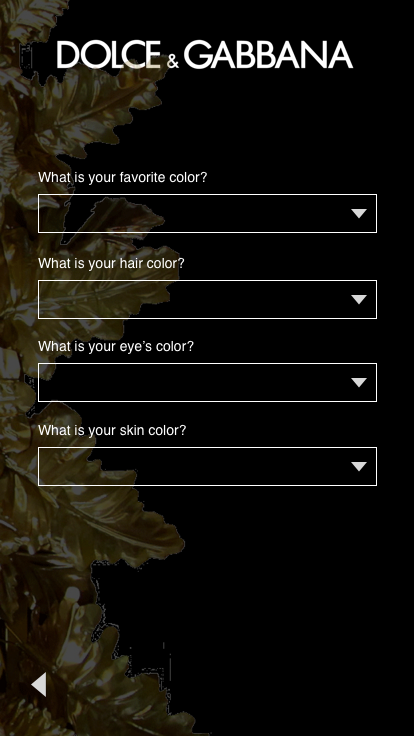 DOLCE & GABBANA
What is your favorite color?
What is your hair color?
What is your eye's color?
What is your skin color?